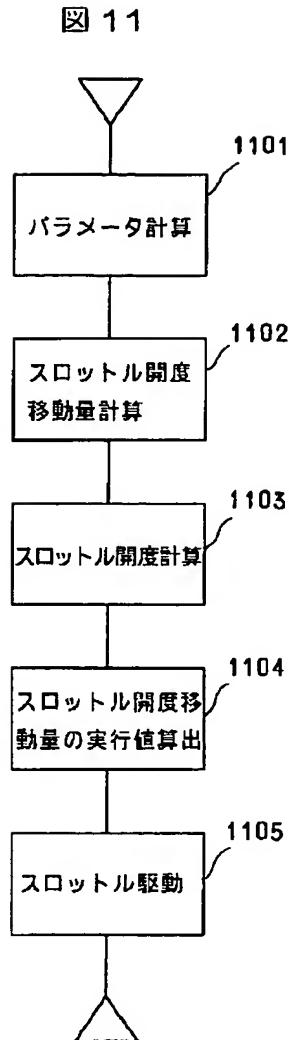 図 11
1101
パラメータ計算
1102
スロットル開度
移動量計算
1103
スロットル開度計算
1104
スロットル開度移
動量の実行値算出
1105
スロットル駆動